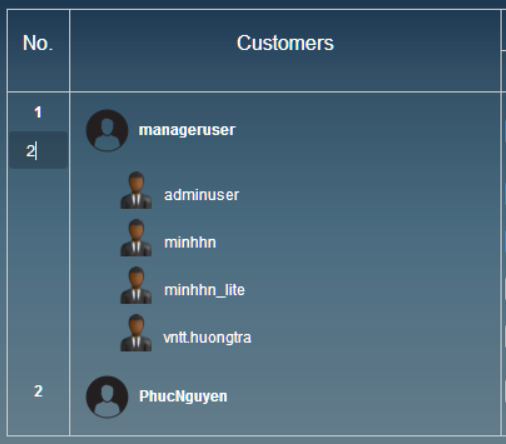 No. Customers
1
manageruser
2
adminuser
minhhn
minhhn_lite
vntt.huongtra
2 PhucNguyen